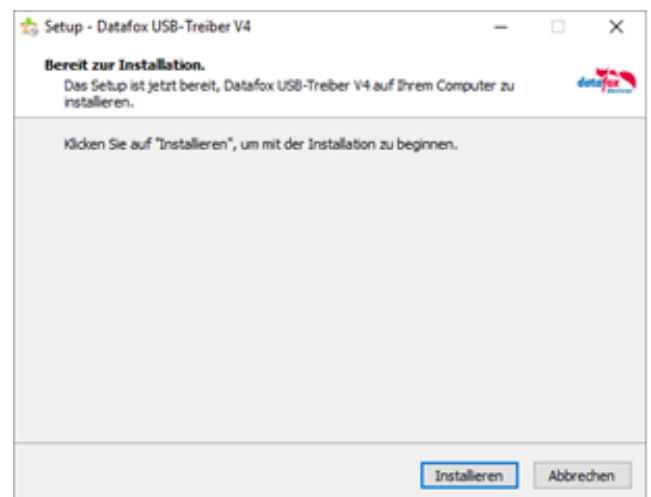 Setup - Datafox USB-Treiber V4
Bereit zur Installation.
Das Setup ist jetzt bereit, Datafox USB-Treiber V4 auf Ihrem Computer zu
installieren.
datafox
Klicken Sie auf "Installieren", um mit der Installation zu beginnen.
Installieren
Abbrechen